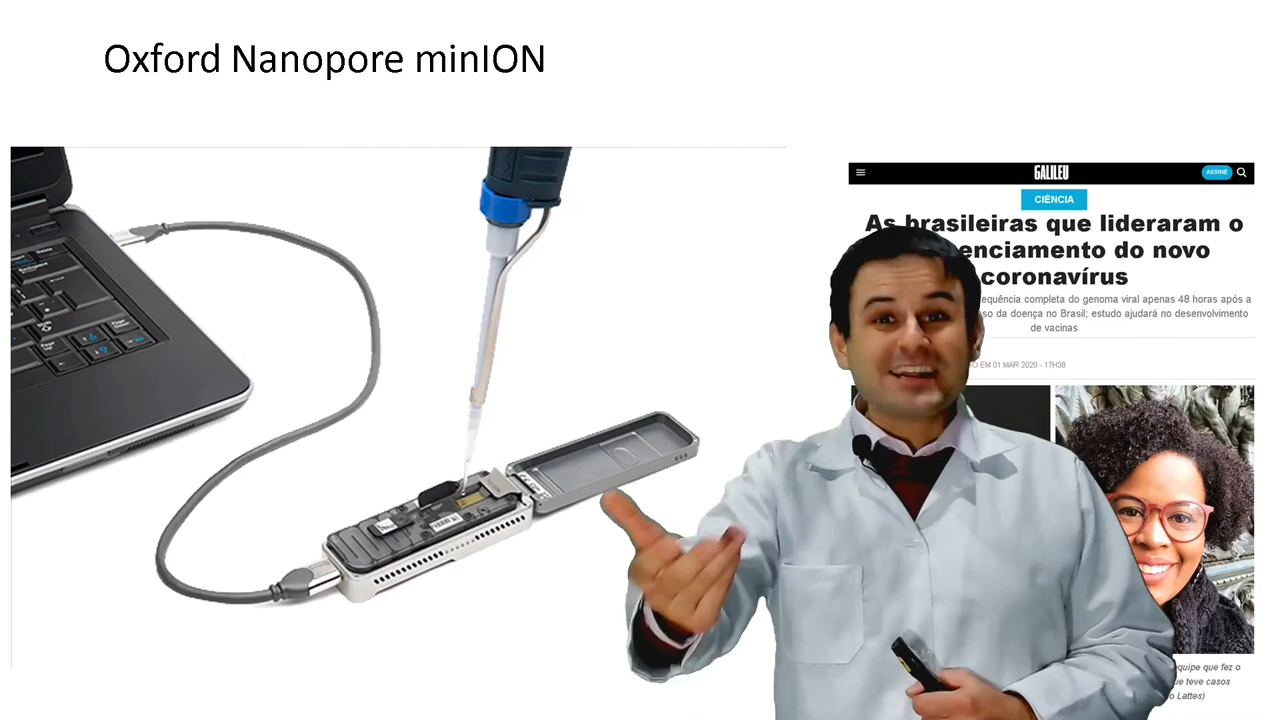 Oxford Nanopore minION
GALILEU
ASSINE
CIÊNCIA
As brasileiras que lideraram o
enciamento do novo
coronavírus
equência completa do genoma viral apenas 48 horas após a
so da doença no Brasil; estudo ajudará no desenvolvimento
de vacinas
O EM 01 MAR 2020 - 17H38
equipe que fez o
ue teve casos
o Lattes)